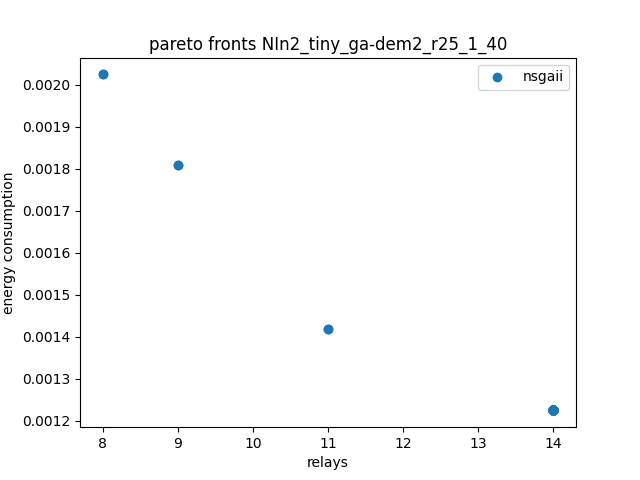 pareto fronts NIn2_tiny_ga-dem2_r25_1_40
nsgaii
0.0020
0.0019
0.0018
0.0017
0.0016
0.0015
0.0014
0.0013
0.0012
energy consumption
8 9 10 11 12 13 14
relays